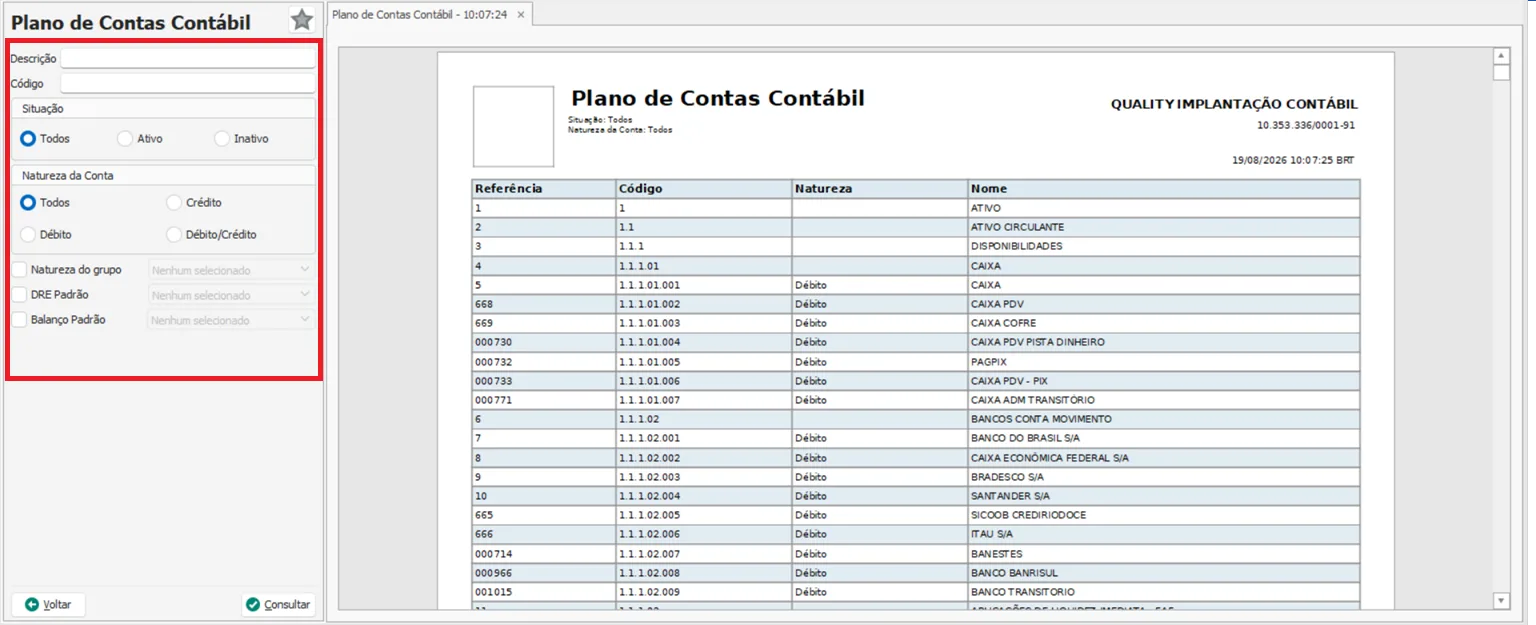 Plano de Contas Contábil
Descrição
Código
Situação
Todos Ativo Inativo
Natureza da Conta
Todos Crédito
Débito Débito/Crédito
Natureza do grupo Nenhum selecionado
DRE Padrão Nenhum selecionado
Balanço Padrão Nenhum selecionado
Voltar Consultar
Plano de Contas Contábil - 10:07:24 ×
Plano de Contas Contábil
Situação: Todos
Natureza da Conta: Todos
QUALITY IMPLANTAÇÃO CONTÁBIL
10.353.336/0001-91
19/08/2026 10:07:25 BRT
Referência Código Natureza Nome
1 1 ATIVO
2 1.1 ATIVO CIRCULANTE
3 1.1.1 DISPONIBILIDADES
4 1.1.1.01 CAIXA
5 1.1.1.01.001 Débito CAIXA
668 1.1.1.01.002 Débito CAIXA PDV
669 1.1.1.01.003 Débito CAIXA COFRE
000730 1.1.1.01.004 Débito CAIXA PDV PISTA DINHEIRO
000732 1.1.1.01.005 Débito PAGPIX
000733 1.1.1.01.006 Débito CAIXA PDV - PIX
000771 1.1.1.01.007 Débito CAIXA ADM TRANSITÓRIO
6 1.1.1.02 BANCOS CONTA MOVIMENTO
7 1.1.1.02.001 Débito BANCO DO BRASIL S/A
8 1.1.1.02.002 Débito CAIXA ECONÔMICA FEDERAL S/A
9 1.1.1.02.003 Débito BRADESCO S/A
10 1.1.1.02.004 Débito SANTANDER S/A
665 1.1.1.02.005 Débito SICOOB CREDIRIODOCE
666 1.1.1.02.006 Débito ITAU S/A
000714 1.1.1.02.007 Débito BANESTES
000966 1.1.1.02.008 Débito BANCO BANRISUL
001015 1.1.1.02.009 Débito BANCO TRANSITORIO